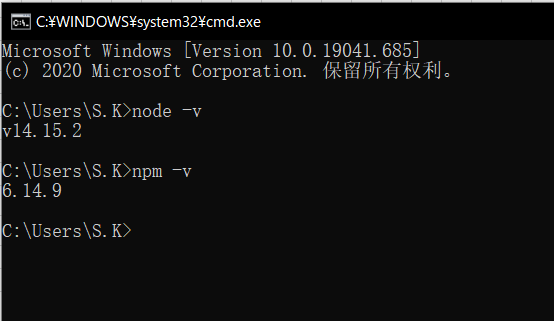 C:¥WINDOWS¥system32¥cmd.exe
Microsoft Windows [Version 10.0.19041.685]
(c) 2020 Microsoft Corporation. 保留所有权利。
C:\Users\S.K>node -v
v14.15.2
C:\Users\S.K>npm -v
6.14.9
C:\Users\S.K>